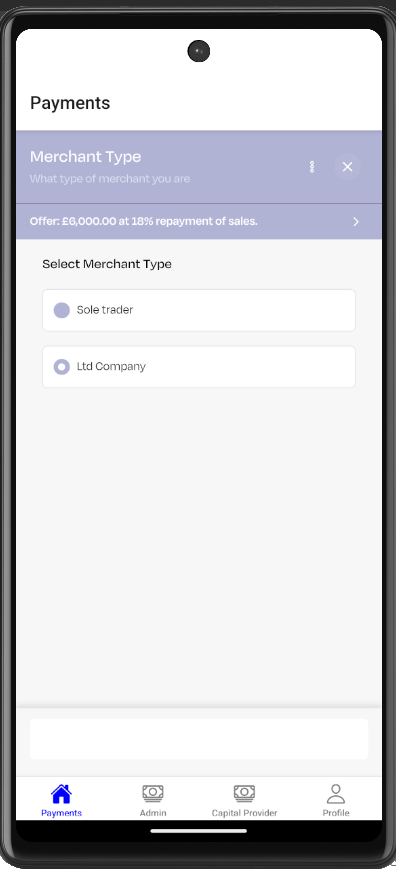 Payments
Merchant Type
What type of merchant you are
Offer: £6,000.00 at 18% repayment of sales.
Select Merchant Type
Sole trader
Ltd Company
Payments
Admin
Capital Provider
Profile